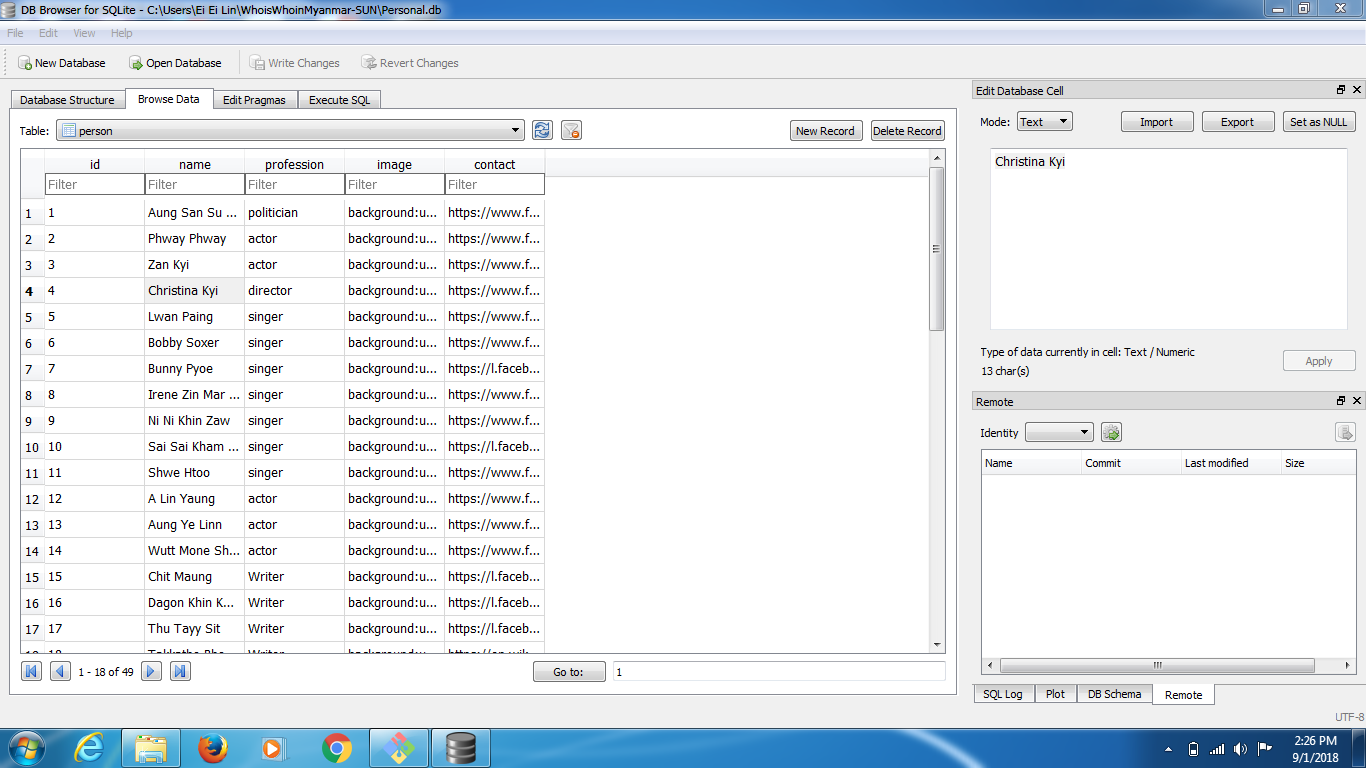 DB Browser for SQLite - C:\Users\Ei Ei Lin\WhoisWhoinMyanmar-SUN\Personal.db
File Edit View Help
New Database Open Database Write Changes Revert Changes
Database Structure Browse Data Edit Pragmas Execute SQL
Table: person New Record Delete Record
id name profession image contact
Filter Filter Filter Filter Filter
1 1 Aung San Su ... politician background:u... https://www.f...
2 2 Phway Phway actor background:u... https://www.f...
3 3 Zan Kyi actor background:u... https://www.f...
4 4 Christina Kyi director background:u... https://www.f...
5 5 Lwan Paing singer background:u... https://www.f...
6 6 Bobby Soxer singer background:u... https://www.f...
7 7 Bunny Pyoe singer background:u... https://l.faceb...
8 8 Irene Zin Mar ... singer background:u... https://www.f...
9 9 Ni Ni Khin Zaw singer background:u... https://www.f...
10 10 Sai Sai Kham ... singer background:u... https://l.faceb...
11 11 Shwe Htoo singer background:u... https://www.f...
12 12 A Lin Yaung actor background:u... https://www.f...
13 13 Aung Ye Linn actor background:u... https://www.f...
14 14 Wutt Mone Sh... actor background:u... https://www.f...
15 15 Chit Maung Writer background:u... https://l.faceb...
16 16 Dagon Khin K... Writer background:u... https://l.faceb...
17 17 Thu Tayy Sit Writer background:u... https://l.faceb...
1 - 18 of 49 Go to: 1
Edit Database Cell
Mode: Text Import Export Set as NULL
Christina Kyi
Type of data currently in cell: Text / Numeric
13 char(s)
Apply
Remote
Identity
Name Commit Last modified Size
SQL Log Plot DB Schema Remote
UTF-8
2:26 PM
9/1/2018